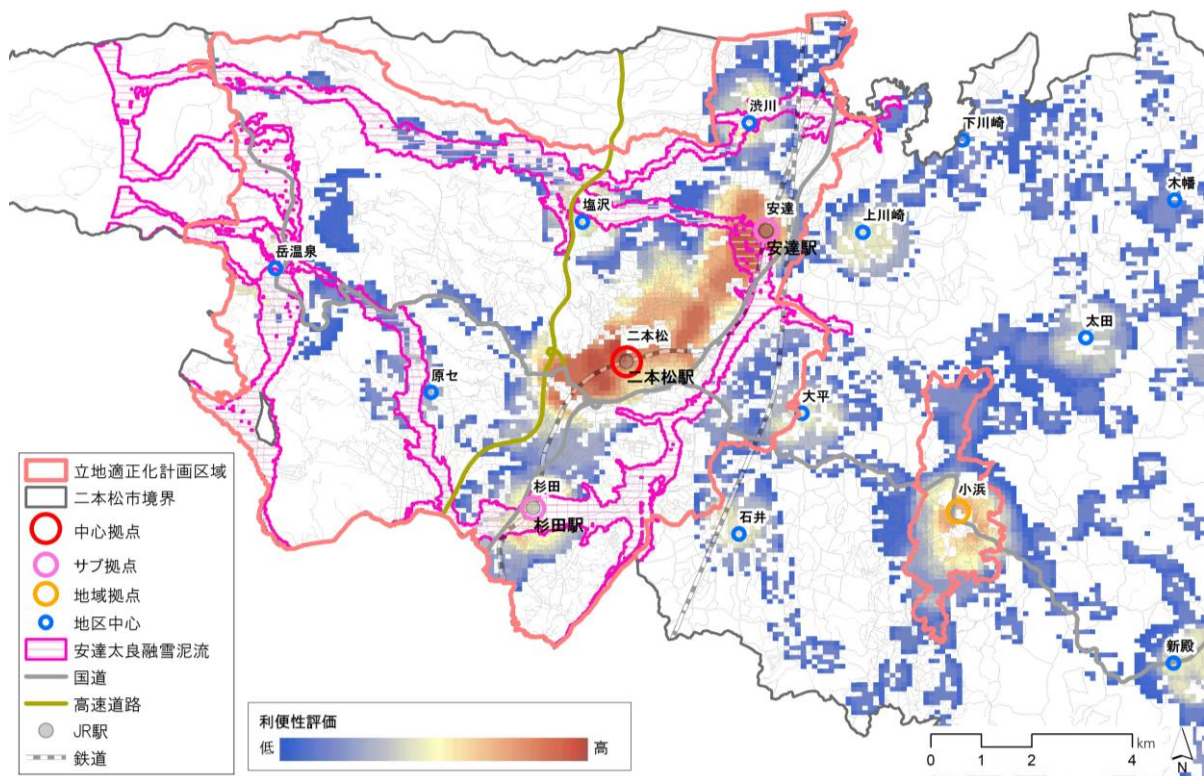 渋川
下川崎
木幡
塩沢
安達
安達駅
上川崎
岳温泉
太田
二本松
二本松駅
原セ
大平
杉田
杉田駅
石井
小浜
新殿
立地適正化計画区域
二本松市境界
中心拠点
サブ拠点
地域拠点
地区中心
安達太良融雪泥流
国道
高速道路
JR駅
鉄道
利便性評価
低 高
0 1 2 4
km
N